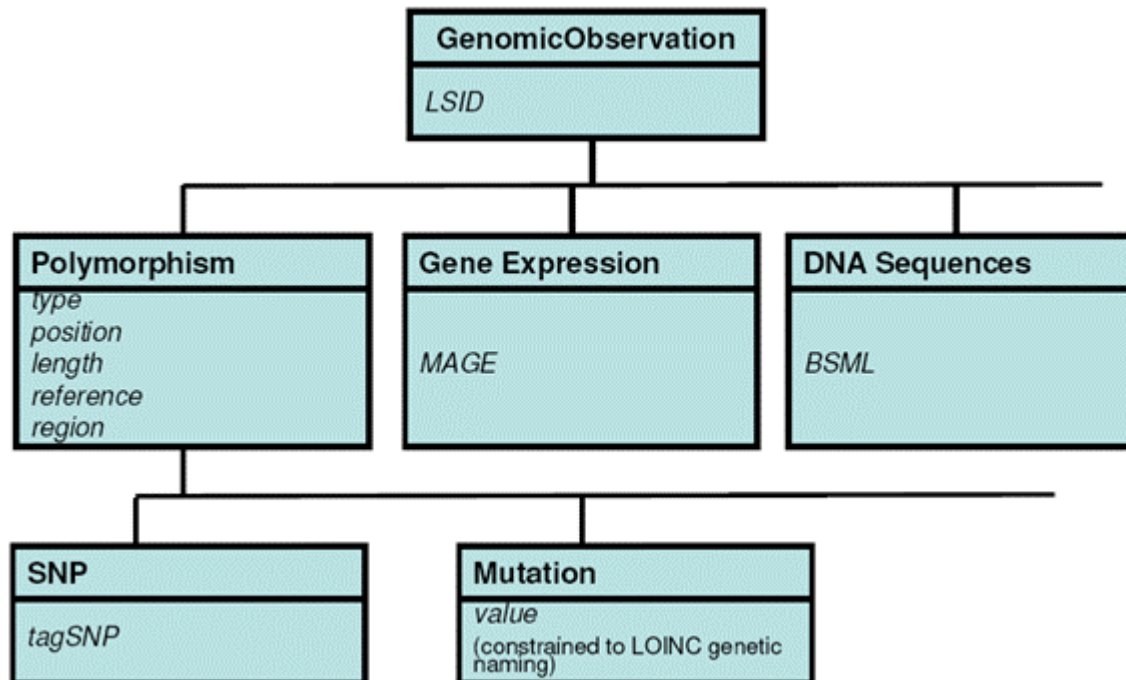 GenomicObservation
LSID
Polymorphism
type
position
length
reference
region
Gene Expression
MAGE
DNA Sequences
BSML
SNP
tagSNP
Mutation
value
(constrained to LOINC genetic
naming)